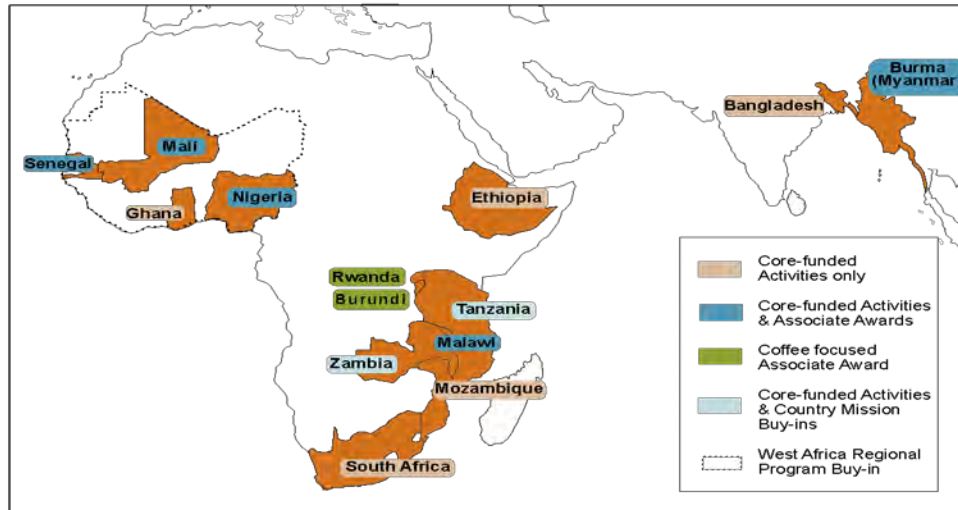 Burma
(Myanmar
Bangladesh
Mali
Senegal
Nigeria
Ghana
Ethiopia
Rwanda
Burundi
Tanzania
Malawi
Zambia
Mozambique
South Africa
Core-funded
Activities only
Core-funded Activities
& Associate Awards
Coffee focused
Associate Award
Core-funded Activities
& Country Mission
Buy-ins
West Africa Regional
Program Buy-in